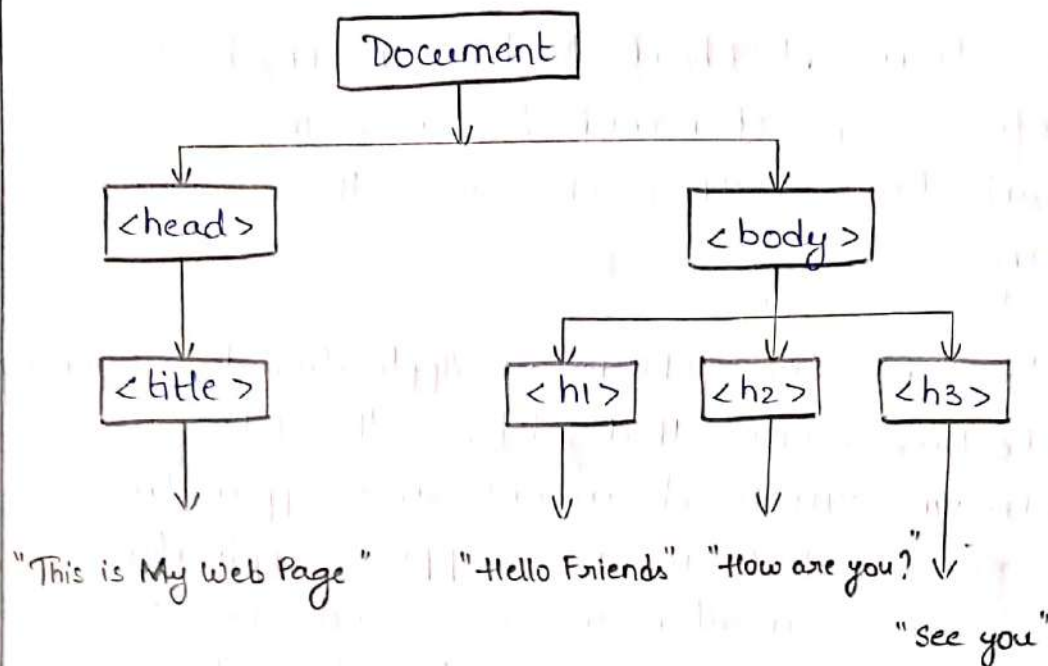 Document
<head>
<body>
<title>
<h1>
<h2>
<h3>
"This is My Web Page"
"Hello Friends"
"How are you?"
"See you"